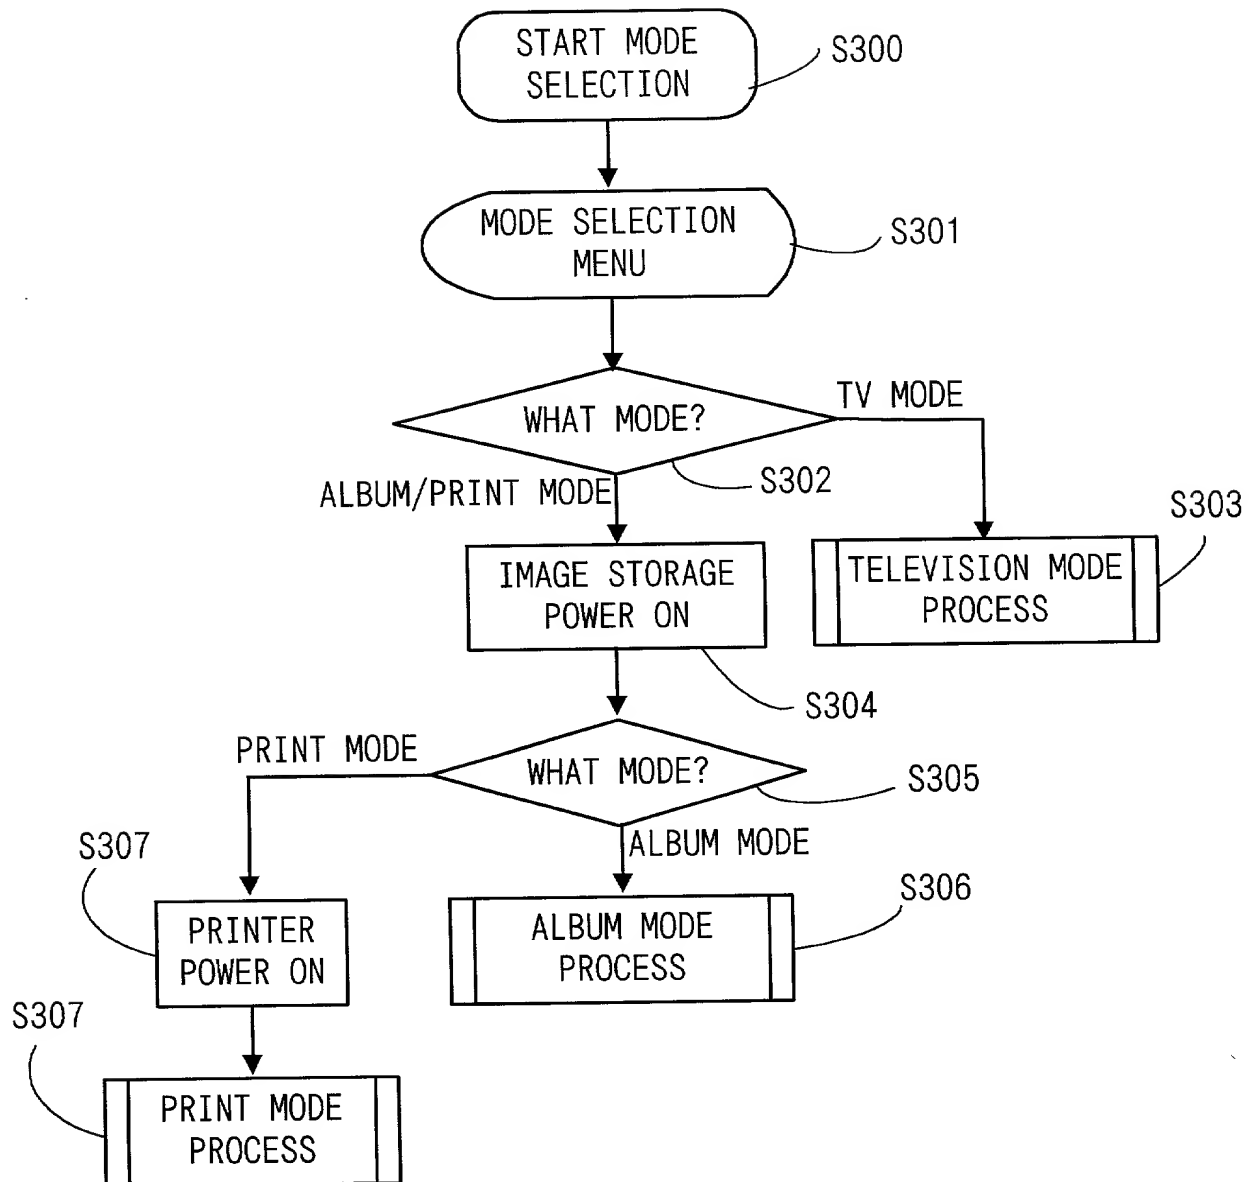 START MODE
SELECTION
S300
MODE SELECTION
MENU
S301
WHAT MODE?
TV MODE
S302
ALBUM/PRINT MODE
S303
IMAGE STORAGE
POWER ON
TELEVISION MODE
PROCESS
S304
PRINT MODE
WHAT MODE?
S305
ALBUM MODE
S307
S306
PRINTER
POWER ON
ALBUM MODE
PROCESS
S307
PRINT MODE
PROCESS